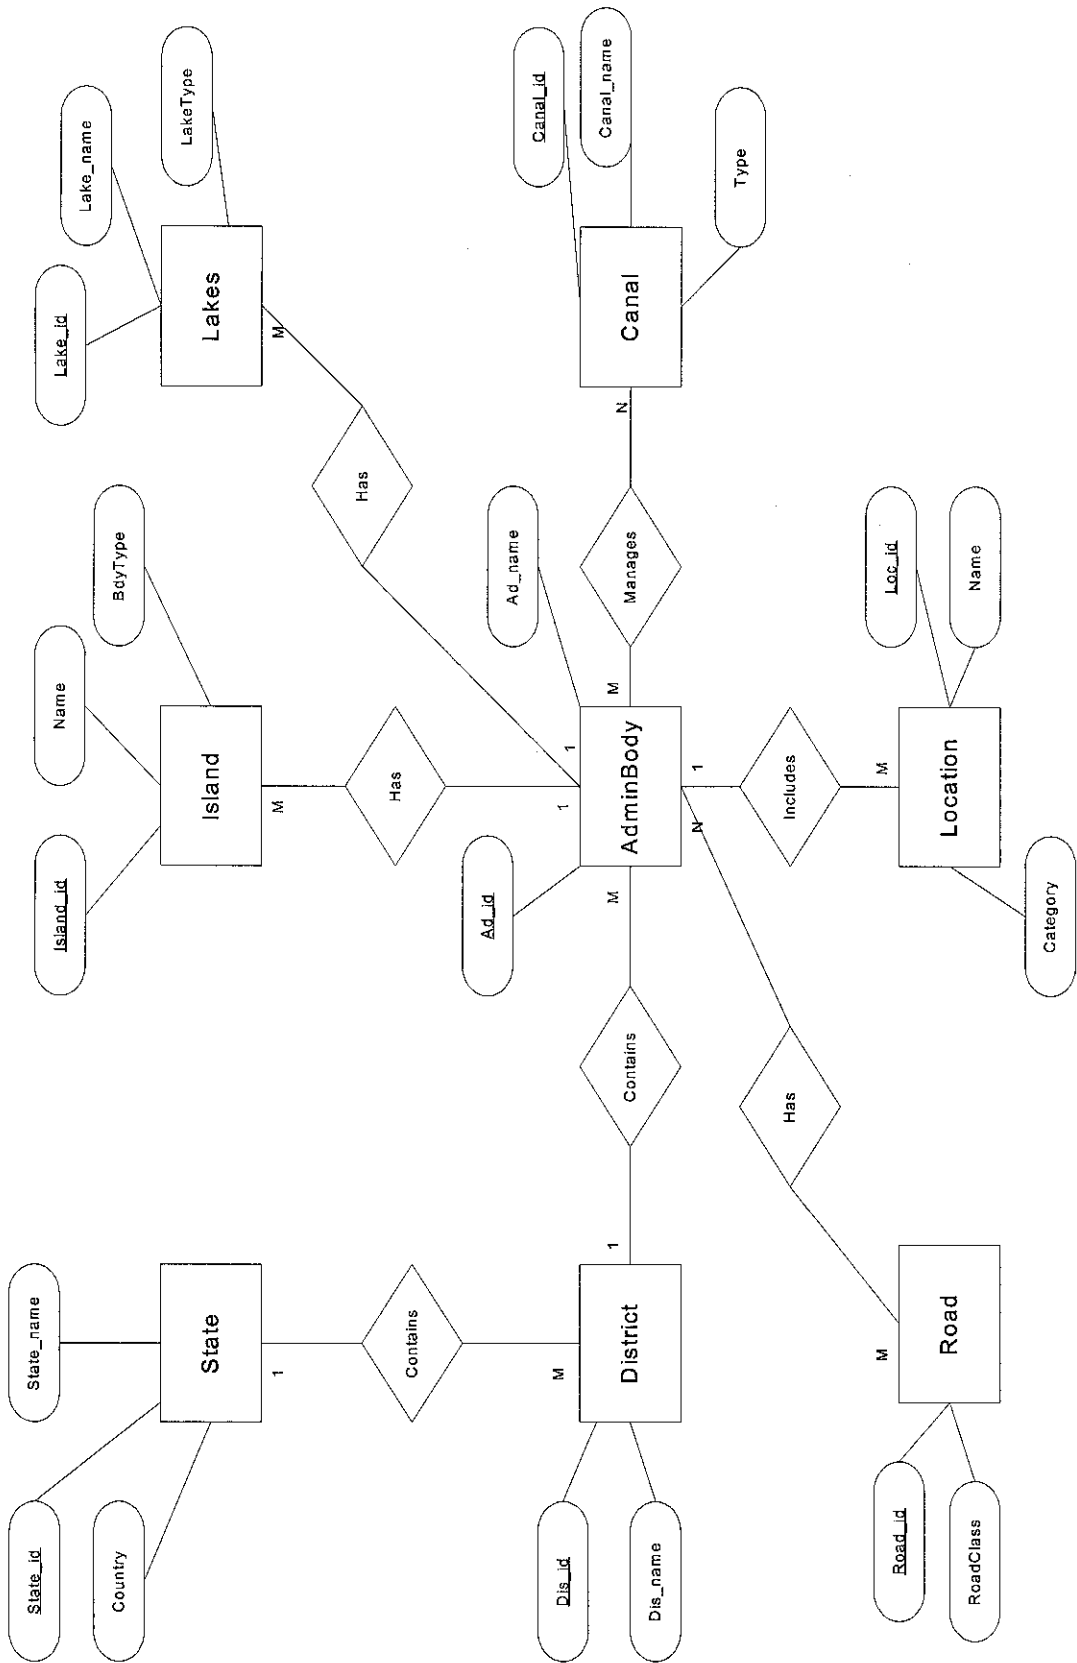 State_id
State_name
Country
State
1
Contains
M
District
Dis_id
Dis_name
Island_id
Name
BdyType
Island
M
Has
1
Lake_id
Lake_name
LakeType
Lakes
M
Has
1
Ad_id
Ad_name
AdminBody
1
Contains
M
M
Manages
N
Canal
Canal_id
Canal_name
Type
N
Has
M
Road
Road_id
RoadClass
1
Includes
M
Location
Loc_id
Name
Category